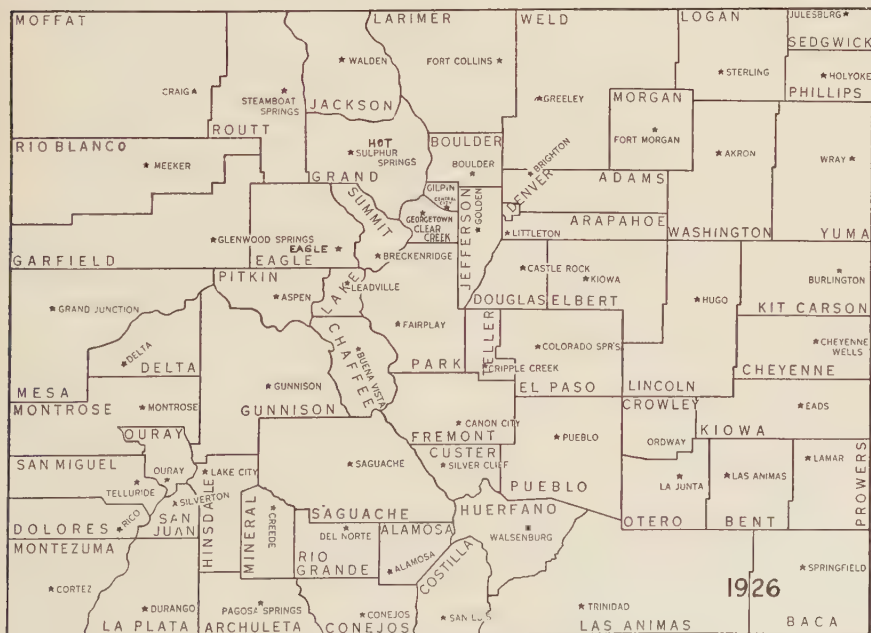 MOFFAT
LARIMER
WELD
LOGAN
JULESBURG
SEDGWICK
WALDEN
FORT COLLINS
STERLING
HOLYOKE
CRAIG
STEAMBOAT
SPRINGS
JACKSON
GREELEY
MORGAN
PHILLIPS
ROUTT
RIO BLANCO
HOT
SULPHUR
SPRINGS
BOULDER
FORT MORGAN
MEEKER
BOULDER
BRIGHTON
AKRON
WRAY
GRAND
GILPIN
CENTRAL
CITY
DENVER
ADAMS
SUMMIT
GEORGETOWN
CLEAR
CREEK
JEFFERSON
GOLDEN
ARAPAHOE
GLENWOOD SPRINGS
EAGLE
LITTLETON
WASHINGTON
YUMA
GARFIELD
EAGLE
BRECKENRIDGE
PITKIN
CASTLE ROCK
KIOWA
BURLINGTON
ASPEN
LAKE
LEADVILLE
GRAND JUNCTION
DOUGLAS
ELBERT
HUGO
KIT CARSON
FAIRPLAY
CHAFFEE
TELLER
COLORADO SPR'S
CHEYENNE
WELLS
DELTA
DELTA
BUENA VISTA
PARK
CRIPPLE CREEK
CHEYENNE
MESA
GUNNISON
EL PASO
LINCOLN
MONTROSE
MONTROSE
GUNNISON
CROWLEY
EADS
CANON CITY
OURAY
FREMONT
PUEBLO
ORDWAY
KIOWA
SAN MIGUEL
CUSTER
LAMAR
OURAY
LAKE CITY
SAGUACHE
SILVER CLIFF
LA JUNTA
LAS ANIMAS
PROWERS
TELLURIDE
PUEBLO
SILVERTON
HINSDALE
MINERAL
CREEDE
SAGUACHE
HUERFANO
DOLORES
RICO
SAN
JUAN
DEL NORTE
ALAMOSA
WALSENBURG
OTERO
BENT
MONTEZUMA
RIO
GRANDE
ALAMOSA
COSTILLA
SPRINGFIELD
CORTEZ
1926
DURANGO
PAGOSA SPRINGS
CONEJOS
SAN LUIS
TRINIDAD
LA PLATA
ARCHULETA
CONEJOS
LAS ANIMAS
BACA